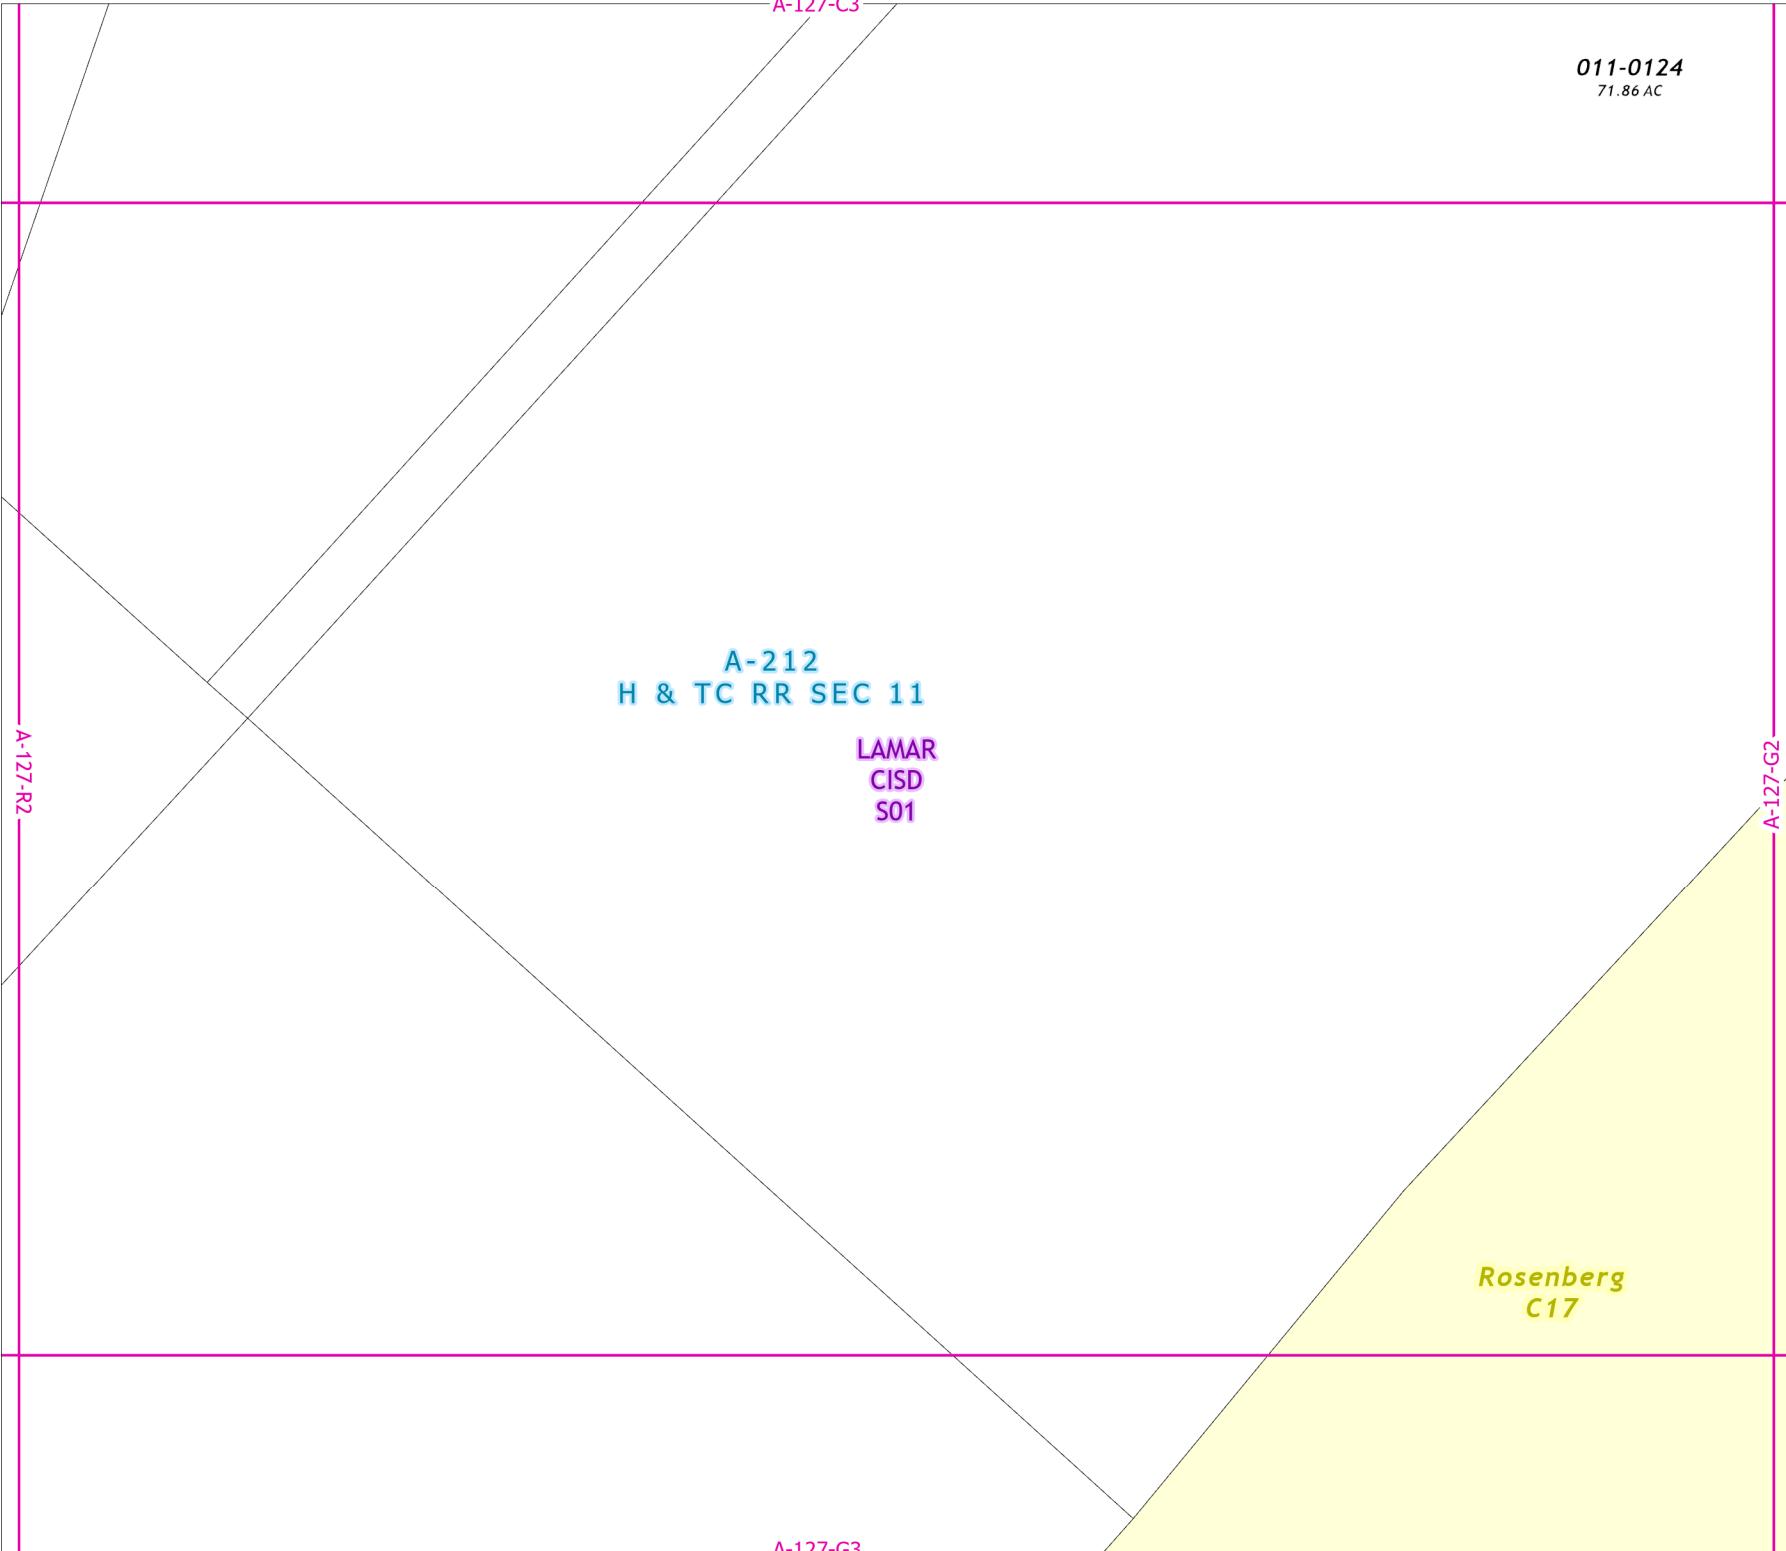 A-127-C3
011-0124
71.86 AC
A-212
H & TC RR SEC 11
LAMAR
CISD
S01
A-127-R2
A-127-G2
Rosenberg
C17
A-127-G3